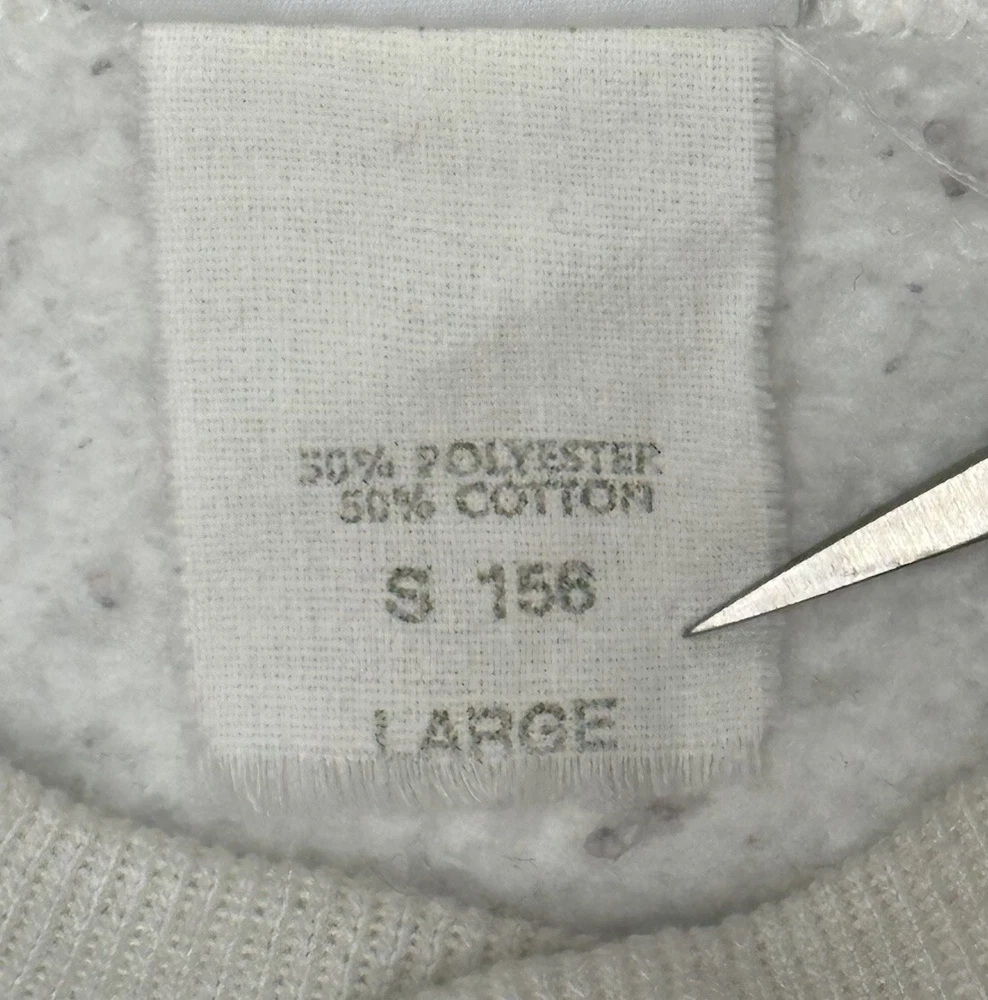 50% POLYESTER
50% COTTON
S 156
LARGE